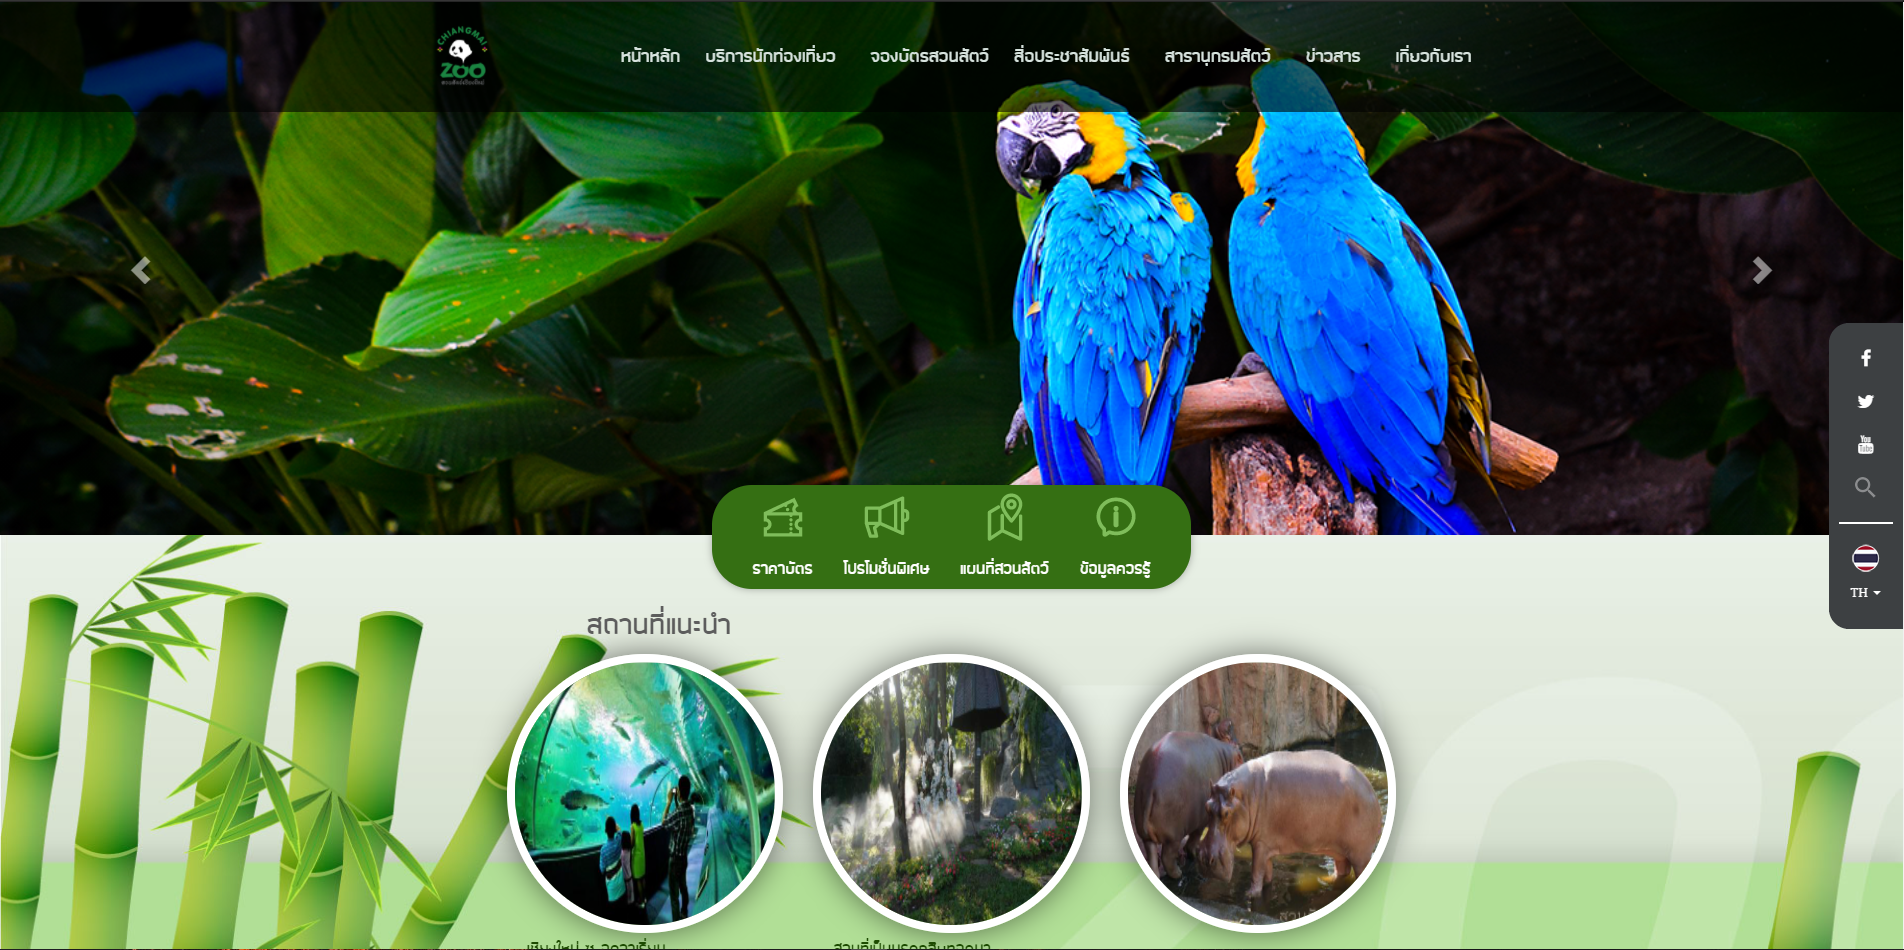 CHIANGMAI
ZOO
หน้าหลัก บริการนักท่องเที่ยว จองบัตรสวนสัตว์ สื่อประชาสัมพันธ์ สารานุกรมสัตว์ ข่าวสาร เกี่ยวกับเรา
You
Tube
TH
ราคาบัตร โปรโมชั่นพิเศษ แผนที่สวนสัตว์ ข้อมูลควรรู้
สถานที่แนะนำ